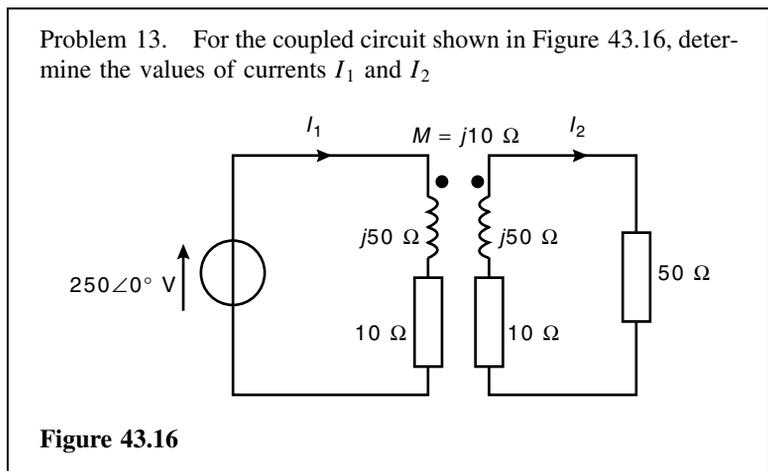 Problem 13. For the coupled circuit shown in Figure 43.16, deter-
mine the values of currents I₁ and I₂
I₁
M = j10 Ω
I₂
j50 Ω
j50 Ω
250∠0° V
50 Ω
10 Ω
10 Ω
Figure 43.16